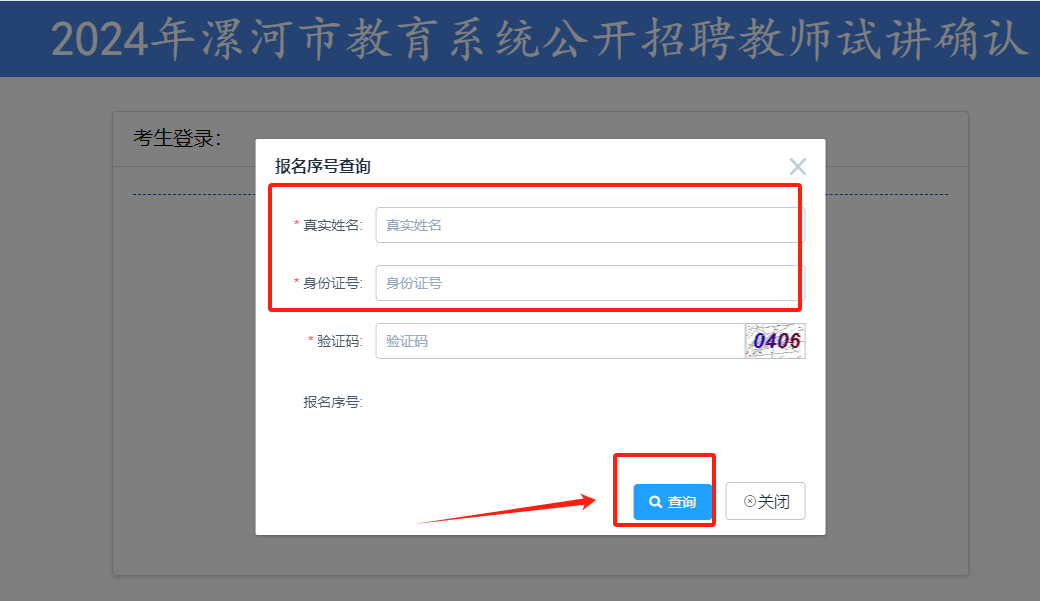 2024年漯河市教育系统公开招聘教师试讲确认
考生登录:
报名序号查询
* 真实姓名: 真实姓名
* 身份证号: 身份证号
* 验证码: 验证码 0406
报名序号:
查询 关闭